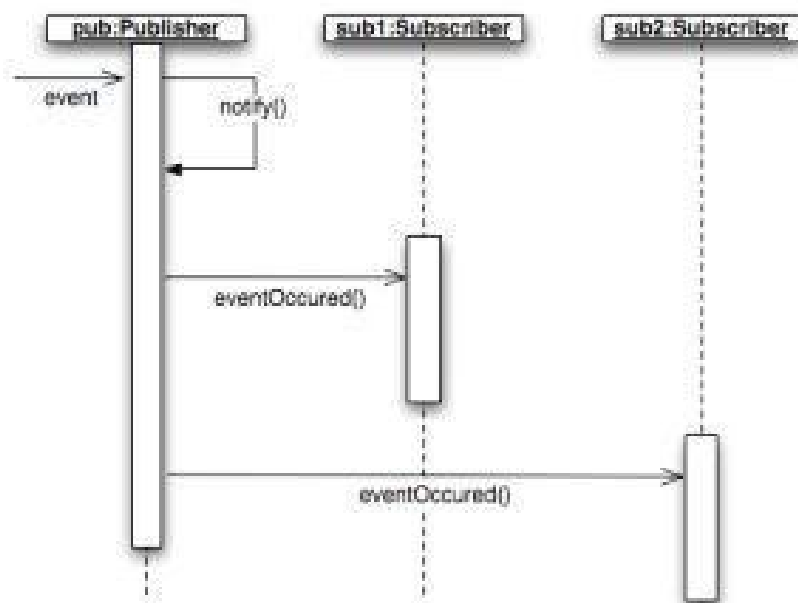 pub:Publisher
sub1:Subscriber
sub2:Subscriber
event
notify()
eventOccured()
eventOccured()